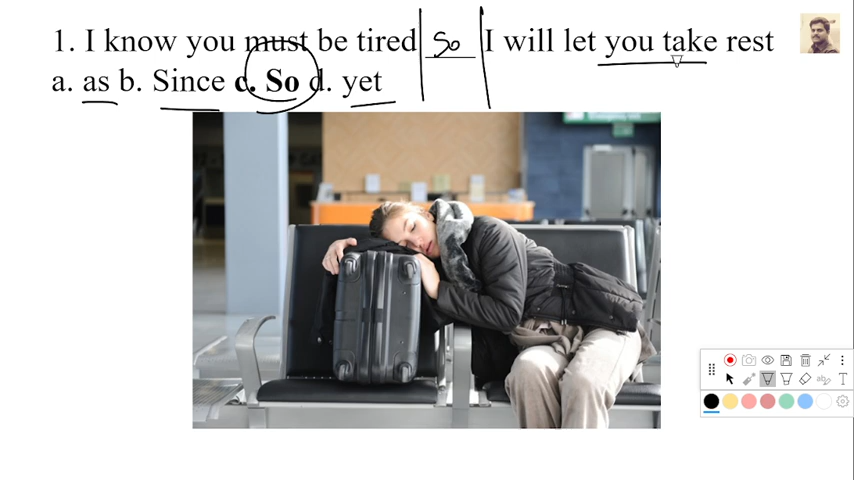 1. I know you must be tired So I will let you take rest
a. as b. Since c. So d. yet